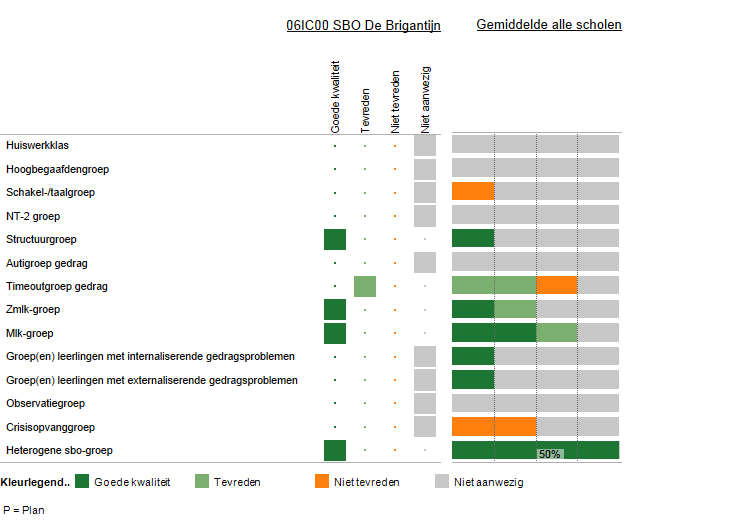 06IC00 SBO De Brigantijn
Gemiddelde alle scholen
Goede kwaliteit
Tevreden
Niet tevreden
Niet aanwezig
Huiswerkklas
Hoogbegaafdengroep
Schakel-/taalgroep
NT-2 groep
Structuurgroep
Autigroep gedrag
Timeoutgroep gedrag
Zmlk-groep
Mlk-groep
Groep(en) leerlingen met internaliserende gedragsproblemen
Groep(en) leerlingen met externaliserende gedragsproblemen
Observatiegroep
Crisisopvanggroep
Heterogene sbo-groep
50%
Kleurlegend.. Goede kwaliteit Tevreden Niet tevreden Niet aanwezig
P = Plan